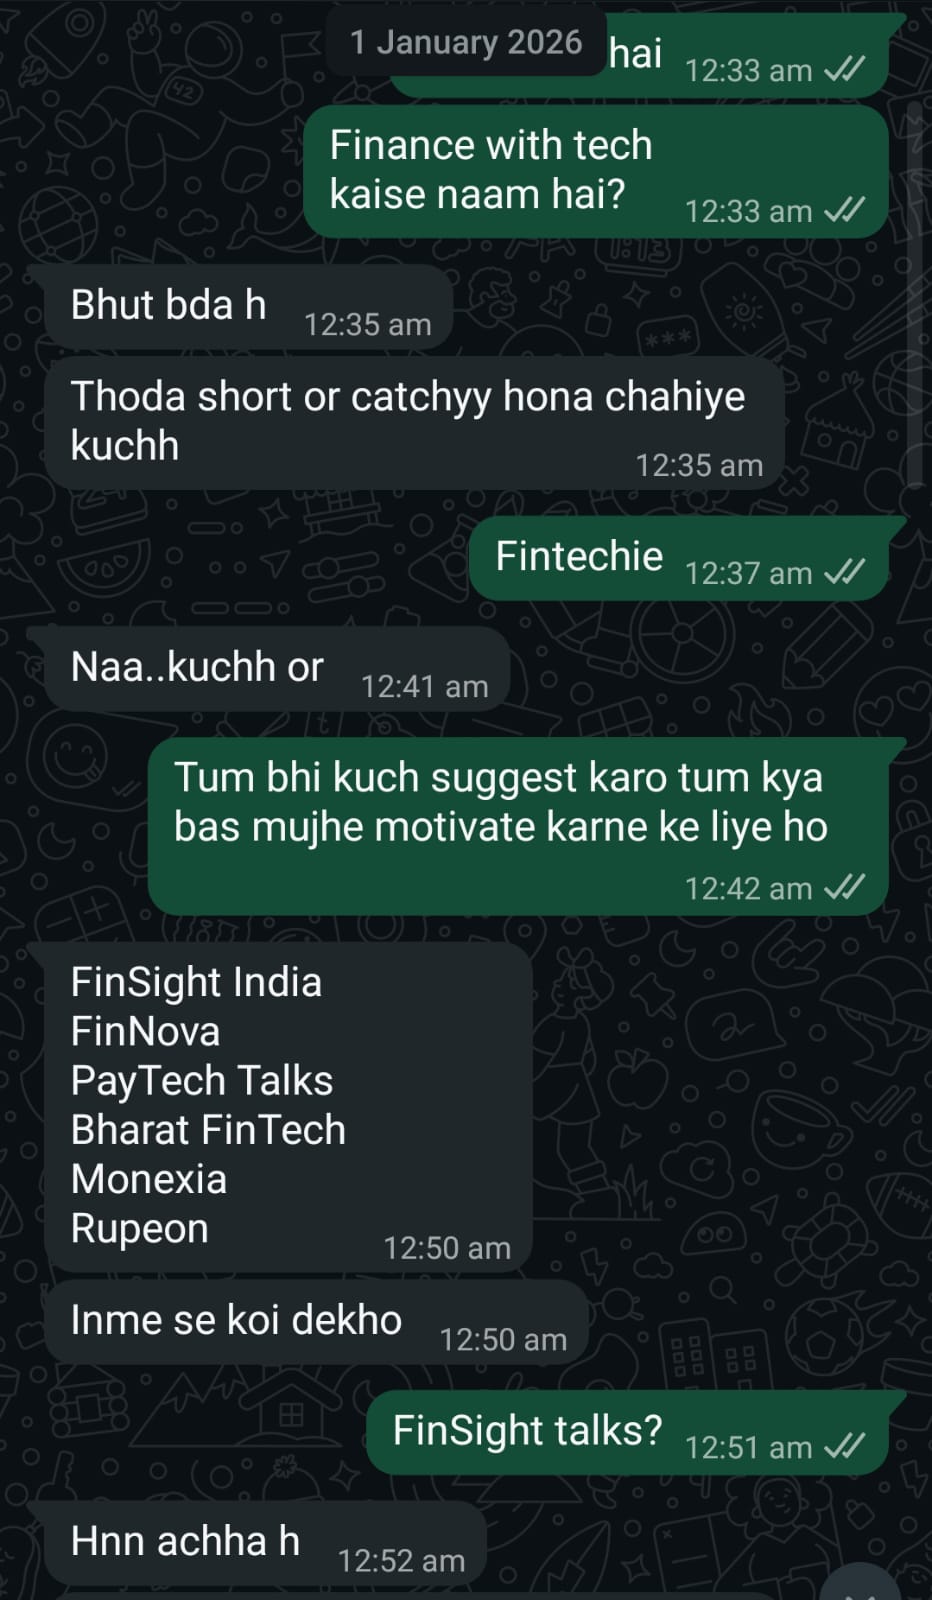 1 January 2026
hai
12:33 am
Finance with tech
kaise naam hai?
12:33 am
Bhut bda h
12:35 am
Thoda short or catchyy hona chahiye
kuchh
12:35 am
Fintechie
12:37 am
Naa..kuchh or
12:41 am
Tum bhi kuch suggest karo tum kya
bas mujhe motivate karne ke liye ho
12:42 am
FinSight India
FinNova
PayTech Talks
Bharat FinTech
Monexia
Rupeon
12:50 am
Inme se koi dekho
12:50 am
FinSight talks?
12:51 am
Hnn achha h
12:52 am